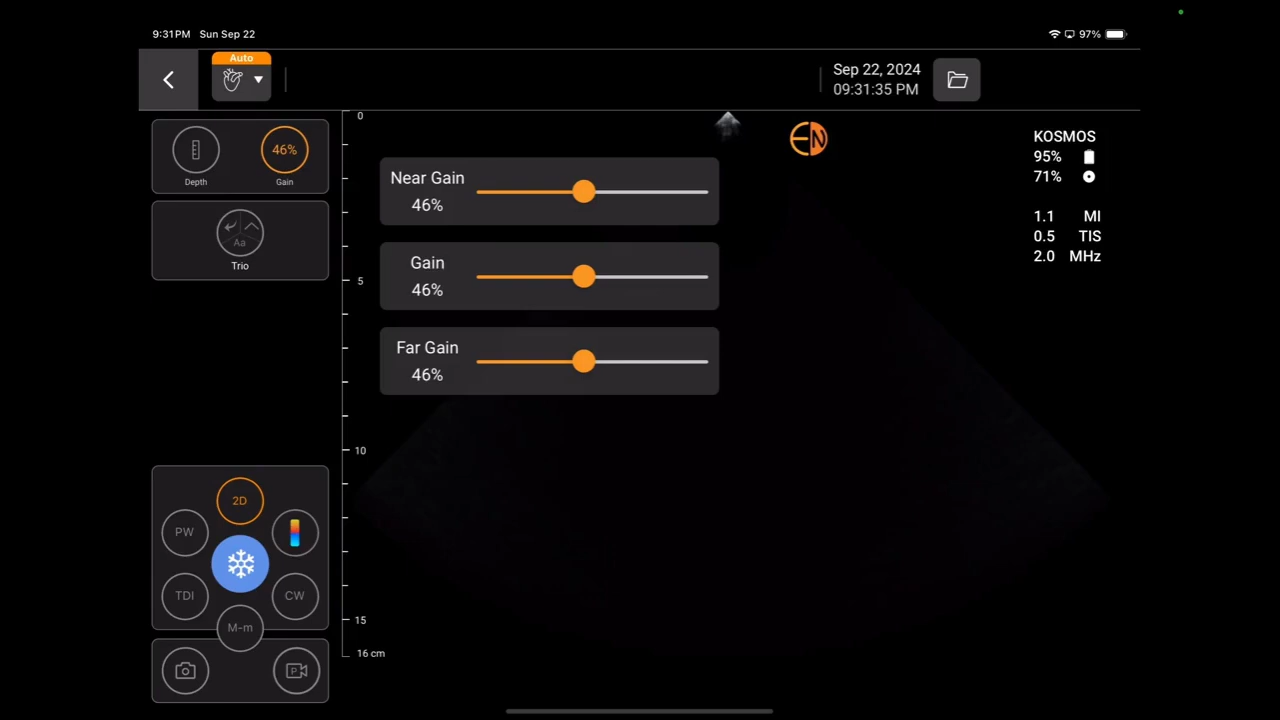 9:31PM Sun Sep 22
97%
Auto
Sep 22, 2024
09:31:35 PM
46%
Depth
Gain
Aa
Trio
0
5
10
15
16 cm
Near Gain
46%
Gain
46%
Far Gain
46%
EN
KOSMOS
95%
71%
1.1 MI
0.5 TIS
2.0 MHz
2D
PW
TDI
CW
M-m
P